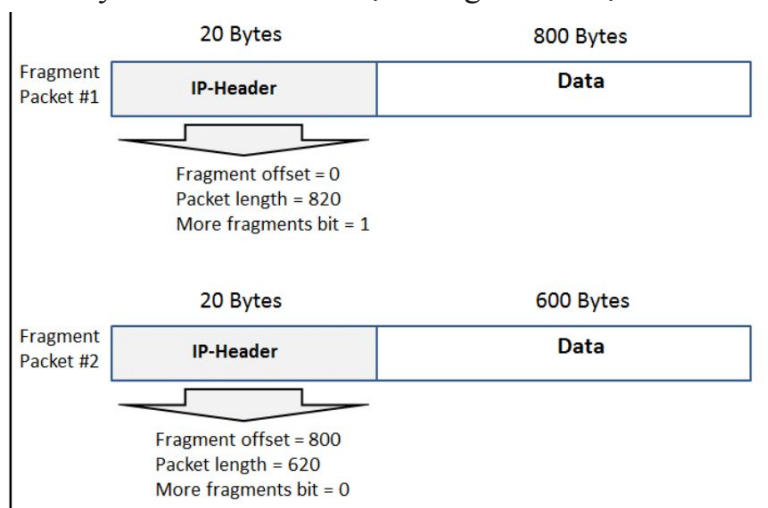 20 Bytes 800 Bytes
Fragment
Packet #1
IP-Header Data
Fragment offset = 0
Packet length = 820
More fragments bit = 1
20 Bytes 600 Bytes
Fragment
Packet #2
IP-Header Data
Fragment offset = 800
Packet length = 620
More fragments bit = 0